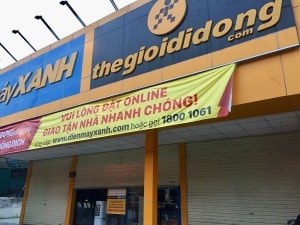 áy XANH
thegioididong
.com
VUI LÒNG ĐẶT ONLINE
GIAO TẬN NHÀ NHANH CHÓNG!
www.dienmayxanh.com hoặc gọi 1800 1061